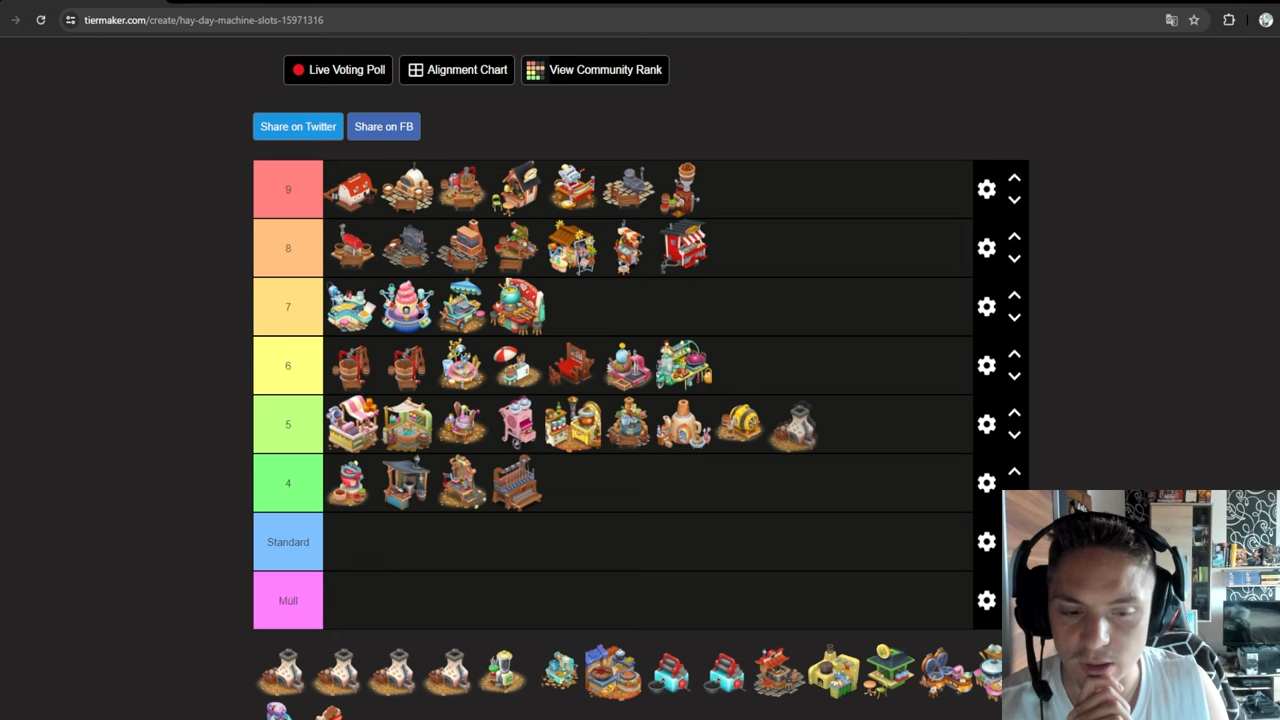 tiermaker.com/create/hay-day-machine-slots-15971316
Live Voting Poll
Alignment Chart
View Community Rank
Share on Twitter
Share on FB
9
8
7
6
5
4
Standard
Müll